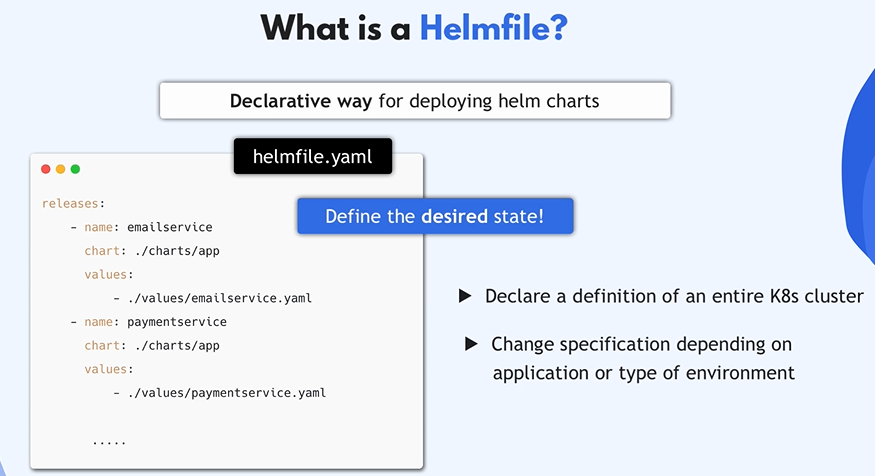 What is a Helmfile?
Declarative way for deploying helm charts
helmfile.yaml
Define the desired state!
releases:
- name: emailservice
chart: ./charts/app
values:
- ./values/emailservice.yaml
- name: paymentservice
chart: ./charts/app
values:
- ./values/paymentservice.yaml
.....
▶ Declare a definition of an entire K8s cluster
▶ Change specification depending on
application or type of environment